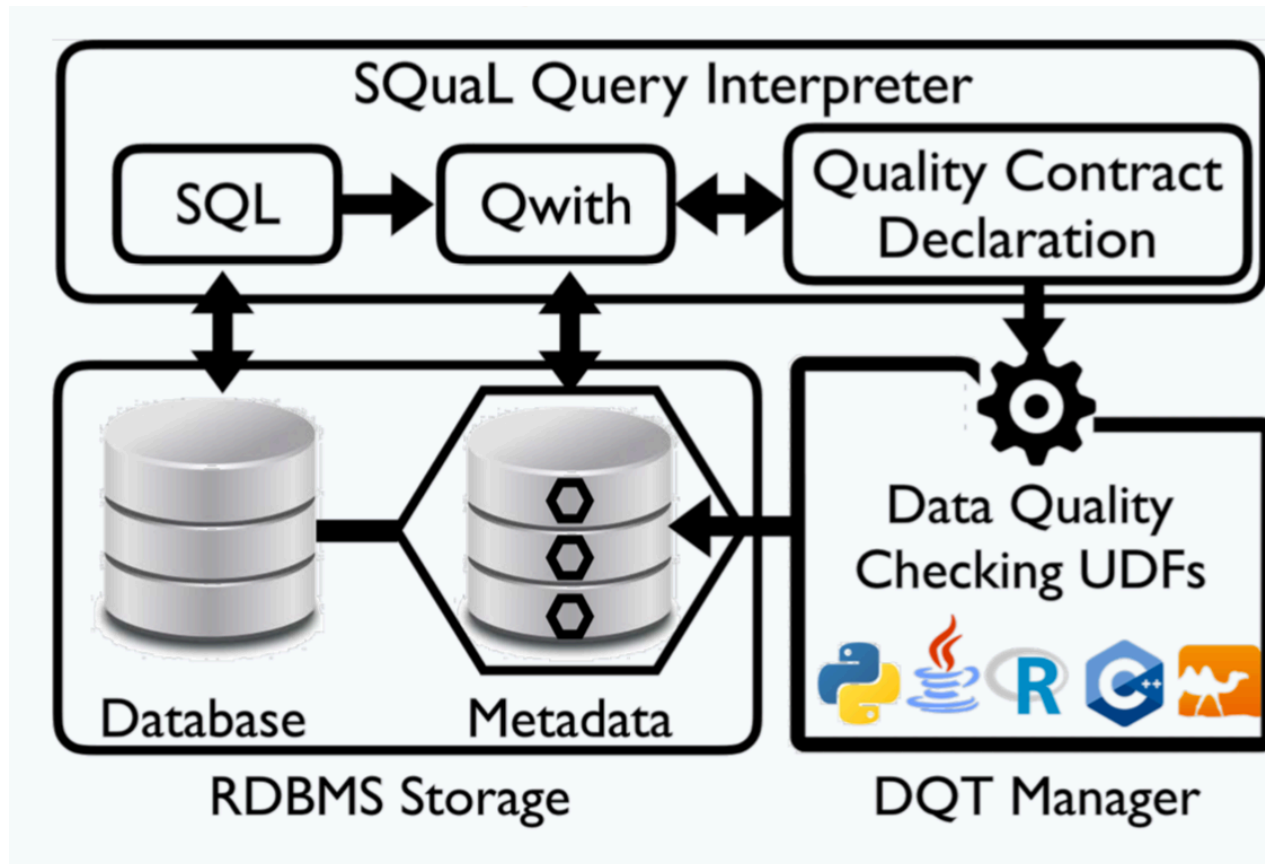 SQuaL Query Interpreter
SQL
Qwith
Quality Contract
Declaration
Data Quality
Checking UDFs
R
C++
Database
Metadata
RDBMS Storage
DQT Manager